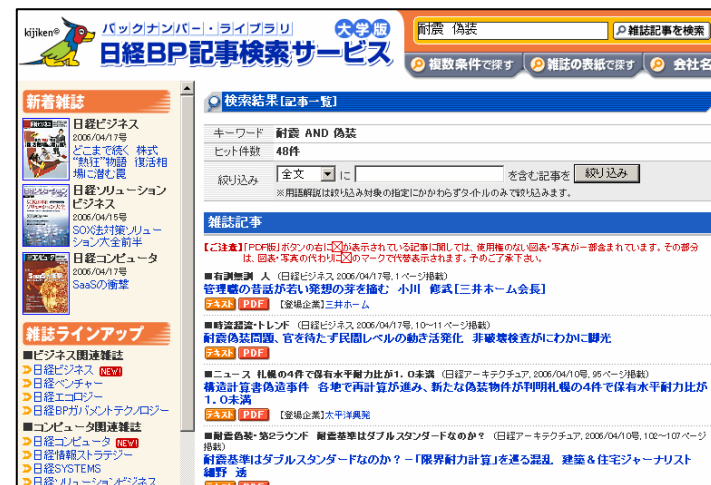 kijiken®
バックナンバー・ライブラリ
大学版
日経BP記事検索サービス
耐震 偽装
雑誌記事を検索
複数条件で探す
雑誌の表紙で探す
会社名
新着雑誌
日経ビジネス
2006/04/17号
どこまで続く 株式
“熱狂”物語 復活相
場に潜む罠
日経ソリューション
ビジネス
2006/04/15号
SOX法対策ソリュー
ション大全前半
日経コンピュータ
2006/04/17号
SaaSの衝撃
雑誌ラインアップ
■ビジネス関連雑誌
日経ビジネス NEW!
日経ベンチャー
日経エコロジー
日経BPガバメントテクノロジー
■コンピュータ関連雑誌
日経コンピュータ NEW!
日経情報ストラテジー
日経SYSTEMS
日経ソリューションビジネス
検索結果[記事一覧]
キーワード 耐震 AND 偽装
ヒット件数 48件
絞り込み 全文 に を含む記事を 絞り込み
※用語解説は絞り込み対象の指定にかかわらずタイトルのみで絞り込みます。
雑誌記事
【ご注意】「PDF版」ボタンの右に☒が表示されている記事に関しては、使用権のない図表・写真が一部含まれています。その部分
は、図表・写真の代わりに☒のマークで代替表示されます。予めご了承下さい。
■有訓無訓 人 (日経ビジネス 2006/04/17号, 1ページ掲載)
管理職の昔話が若い発想の芽を摘む 小川 修武[三井ホーム会長]
テキスト PDF 【登場企業】三井ホーム
■時流超流・トレンド (日経ビジネス 2006/04/17号, 10～11ページ掲載)
耐震偽装問題、官を待たず民間レベルの動き活発化 非破壊検査がにわかに脚光
テキスト PDF
■ニュース 札幌の4件で保有水平耐力比が1．0未満 (日経アーキテクチュア, 2006/04/10号, 95ページ掲載)
構造計算書偽造事件 各地で再計算が進み、新たな偽装物件が判明札幌の4件で保有水平耐力比が
1．0未満
テキスト PDF 【登場企業】太平洋興発
■耐震偽装・第2ラウンド 耐震基準はダブルスタンダードなのか？ (日経アーキテクチュア, 2006/04/10号, 102～107ページ
掲載)
耐震基準はダブルスタンダードなのか？－「限界耐力計算」を巡る混乱 建築＆住宅ジャーナリスト
細野 透
テキスト PDF